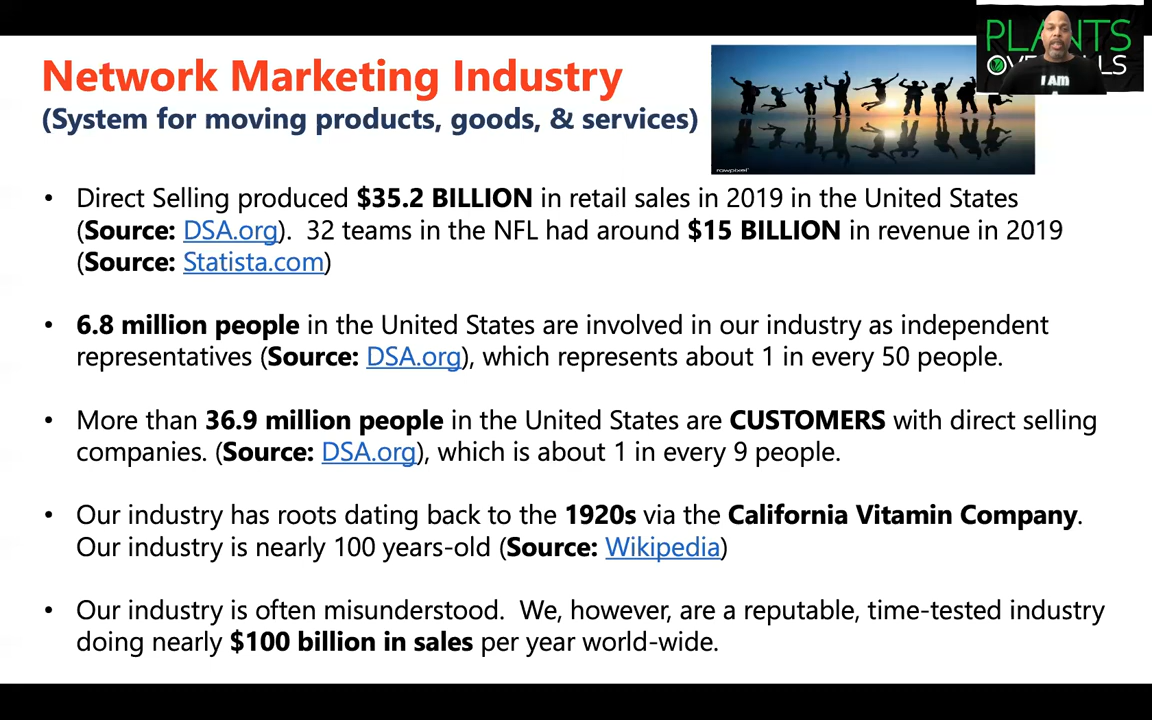 PLANTS
OVE LLS
I Am
Network Marketing Industry
(System for moving products, goods, & services)
rawpixel
• Direct Selling produced $35.2 BILLION in retail sales in 2019 in the United States
(Source: DSA.org).  32 teams in the NFL had around $15 BILLION in revenue in 2019
(Source: Statista.com)
• 6.8 million people in the United States are involved in our industry as independent
representatives (Source: DSA.org), which represents about 1 in every 50 people.
• More than 36.9 million people in the United States are CUSTOMERS with direct selling
companies. (Source: DSA.org), which is about 1 in every 9 people.
• Our industry has roots dating back to the 1920s via the California Vitamin Company.
Our industry is nearly 100 years-old (Source: Wikipedia)
• Our industry is often misunderstood.  We, however, are a reputable, time-tested industry
doing nearly $100 billion in sales per year world-wide.